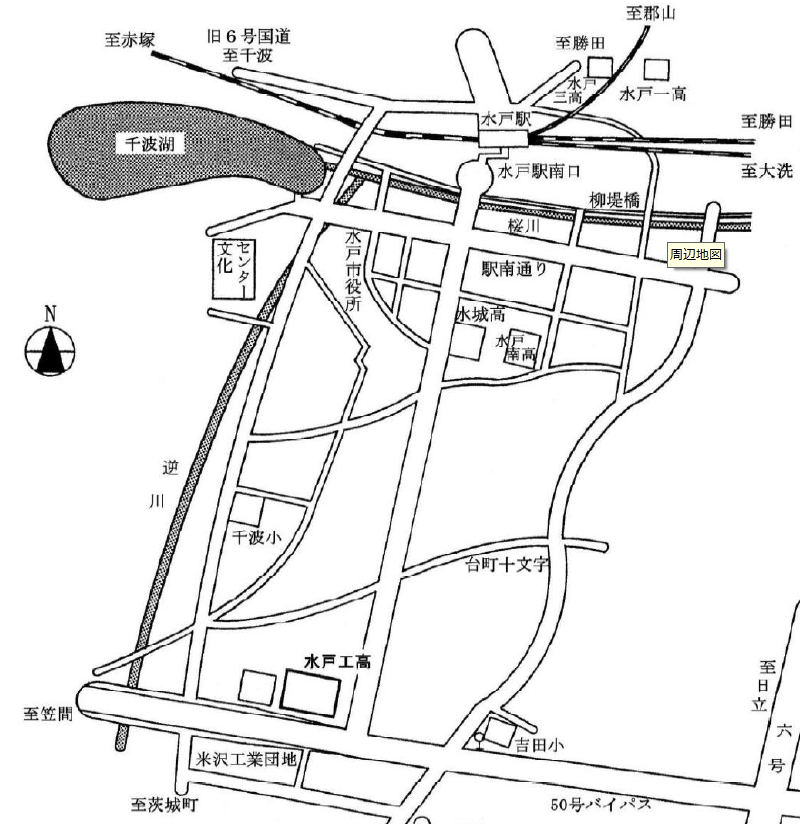 至郡山
至赤塚
旧6号国道
至千波
至勝田
水戸
三高
水戸一高
水戸駅
至勝田
千波湖
水戸駅南口
至大洗
柳堤橋
桜川
水戸市役所
センター
文化
周辺地図
駅南通り
N
水城高
水戸
南高
逆川
千波小
台町十文字
水戸工高
至日立
六号
至笠間
吉田小
米沢工業団地
至茨城町
50号バイパス